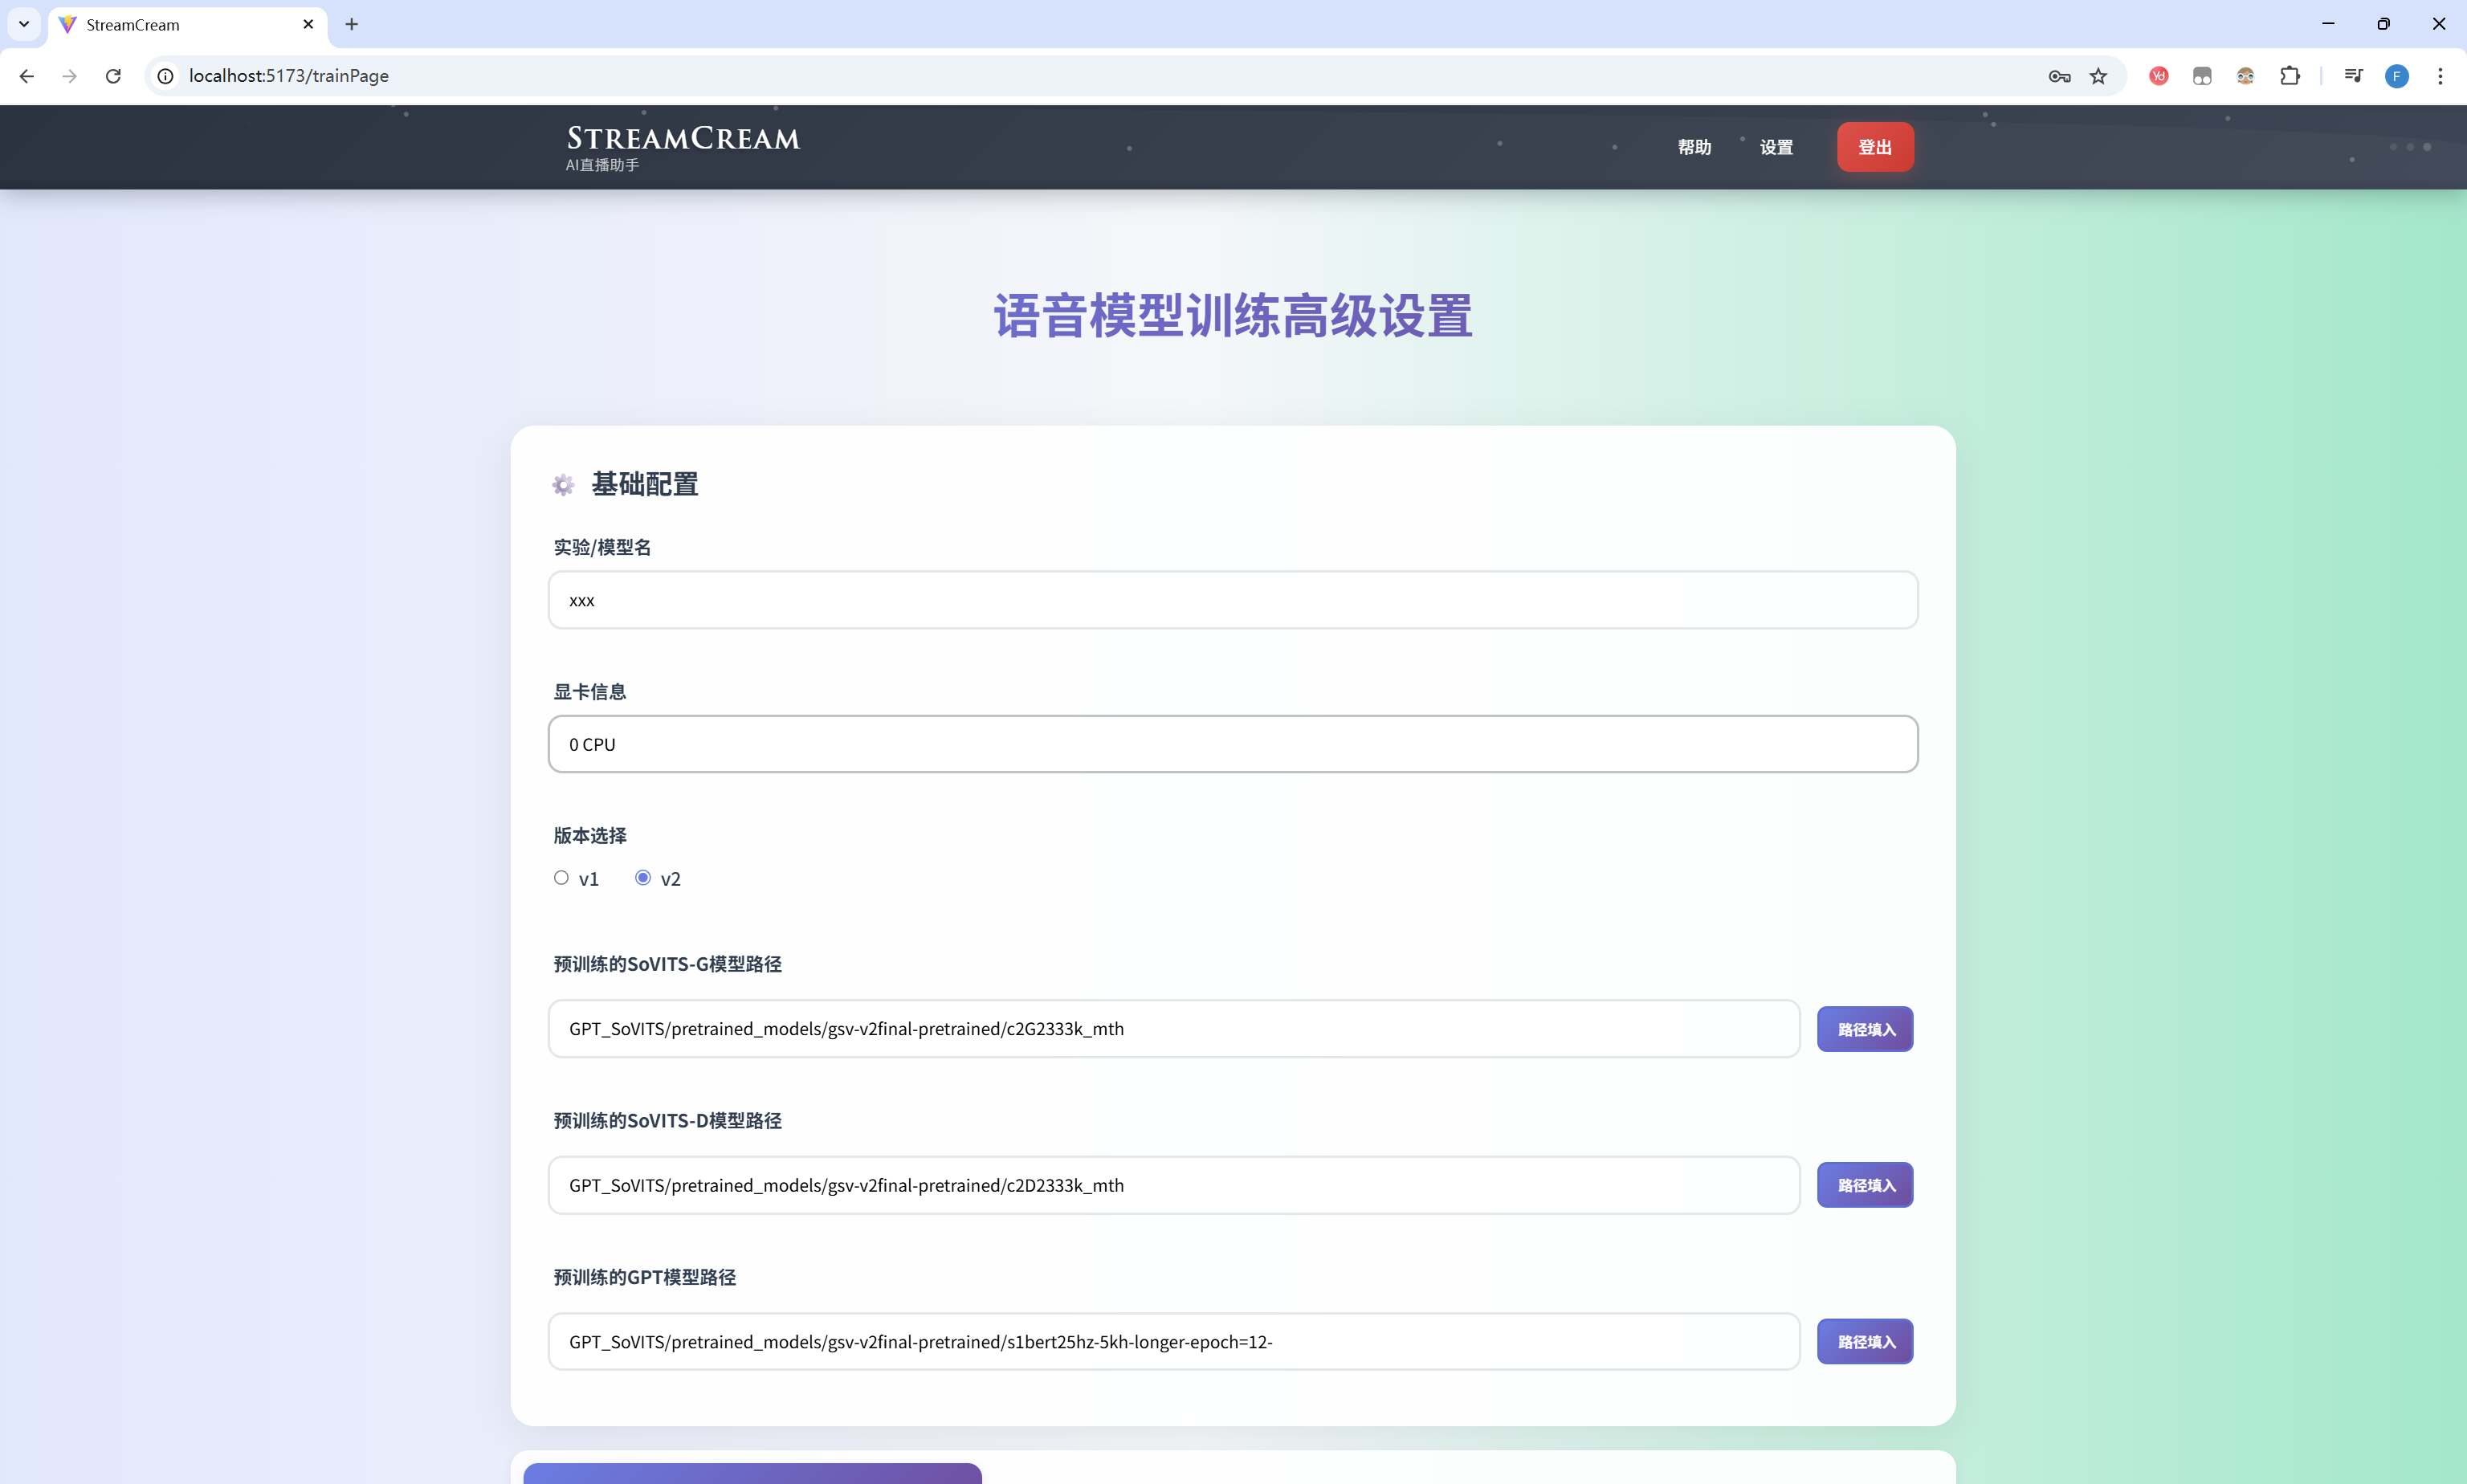 StreamCream
localhost:5173/trainPage
F
STREAMCREAM
AI直播助手
帮助
设置
登出
语音模型训练高级设置
基础配置
实验/模型名
xxx
显卡信息
0 CPU
版本选择
v1
v2
预训练的SoVITS-G模型路径
GPT_SoVITS/pretrained_models/gsv-v2final-pretrained/c2G2333k_mth
路径填入
预训练的SoVITS-D模型路径
GPT_SoVITS/pretrained_models/gsv-v2final-pretrained/c2D2333k_mth
路径填入
预训练的GPT模型路径
GPT_SoVITS/pretrained_models/gsv-v2final-pretrained/s1bert25hz-5kh-longer-epoch=12-
路径填入